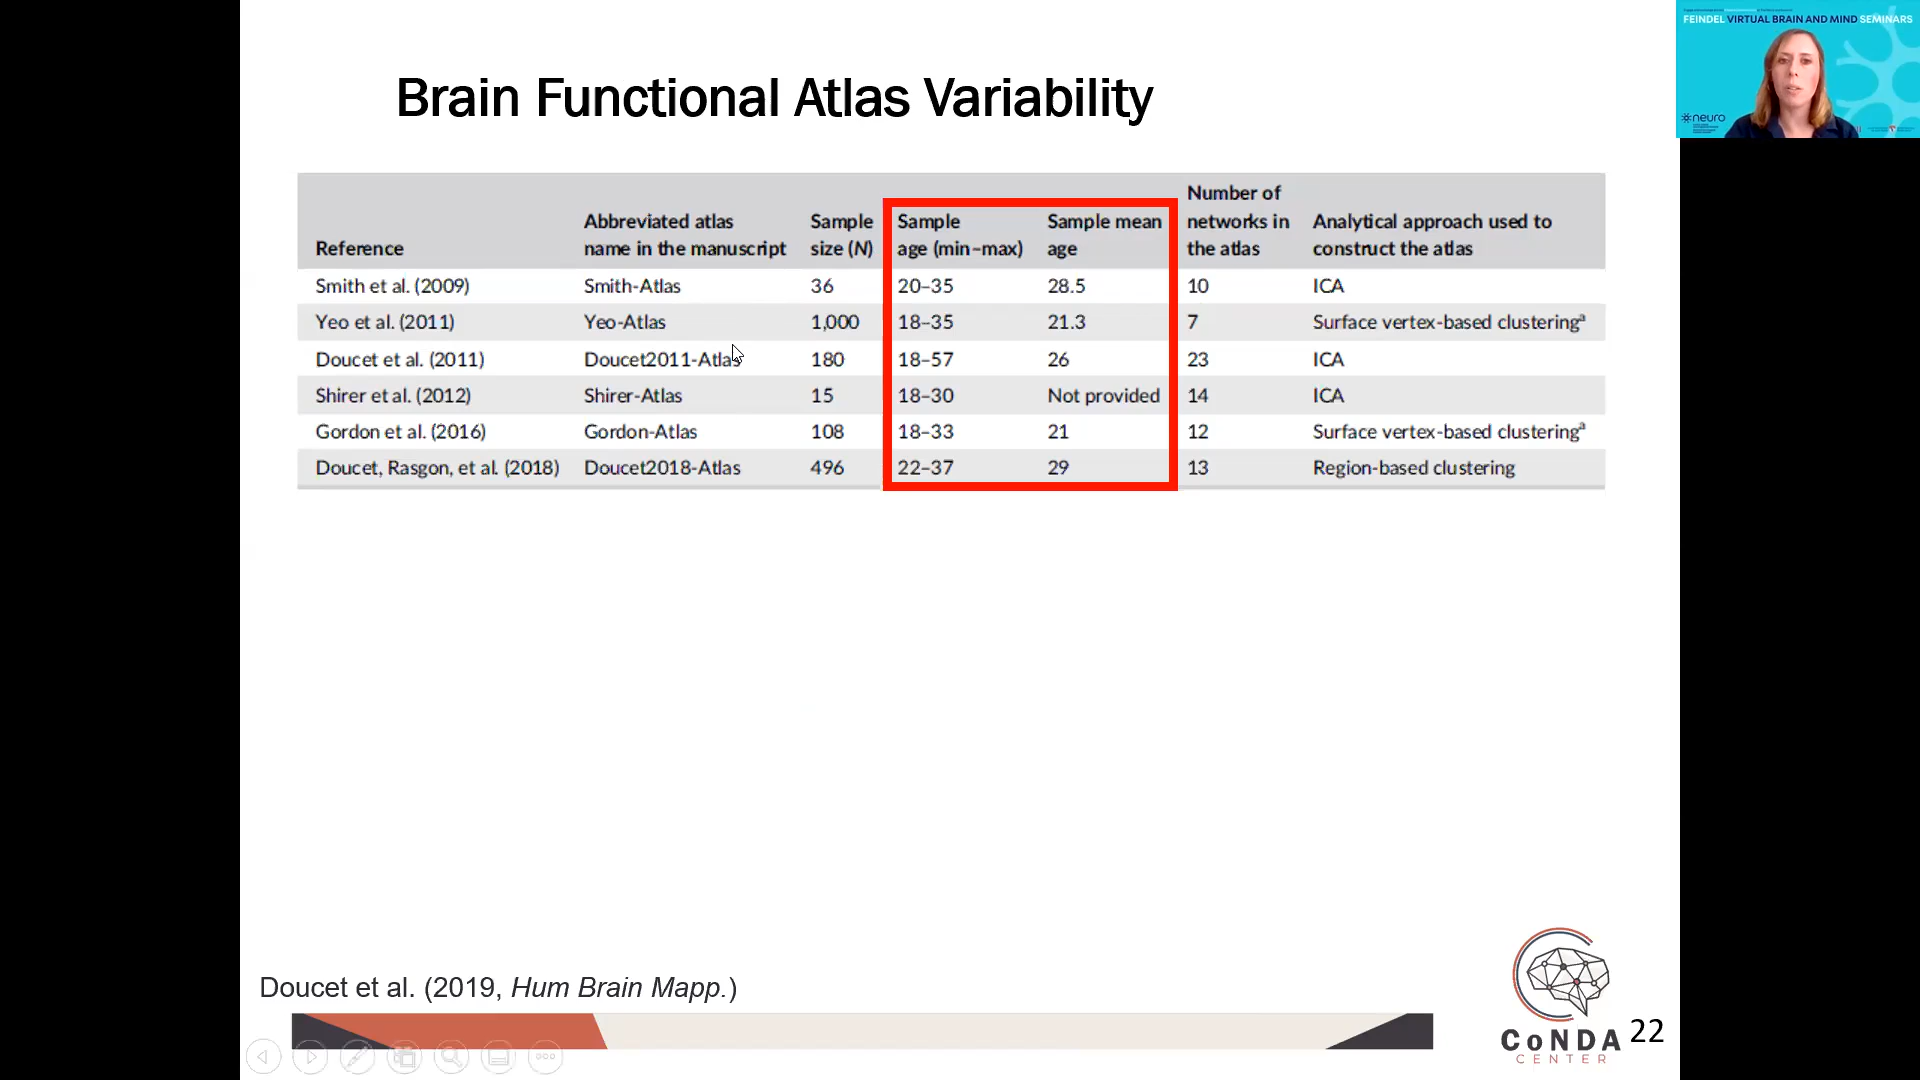 FEINDEL VIRTUAL BRAIN AND MIND SEMINARS
neuro
Brain Functional Atlas Variability
Reference Abbreviated atlas name in the manuscript Sample size (N) Sample age (min–max) Sample mean age Number of networks in the atlas Analytical approach used to construct the atlas
Smith et al. (2009) Smith-Atlas 36 20–35 28.5 10 ICA
Yeo et al. (2011) Yeo-Atlas 1,000 18–35 21.3 7 Surface vertex-based clusteringª
Doucet et al. (2011) Doucet2011-Atlas 180 18–57 26 23 ICA
Shirer et al. (2012) Shirer-Atlas 15 18–30 Not provided 14 ICA
Gordon et al. (2016) Gordon-Atlas 108 18–33 21 12 Surface vertex-based clusteringª
Doucet, Rasgon, et al. (2018) Doucet2018-Atlas 496 22–37 29 13 Region-based clustering
Doucet et al. (2019, Hum Brain Mapp.)
CoNDA
CENTER
22